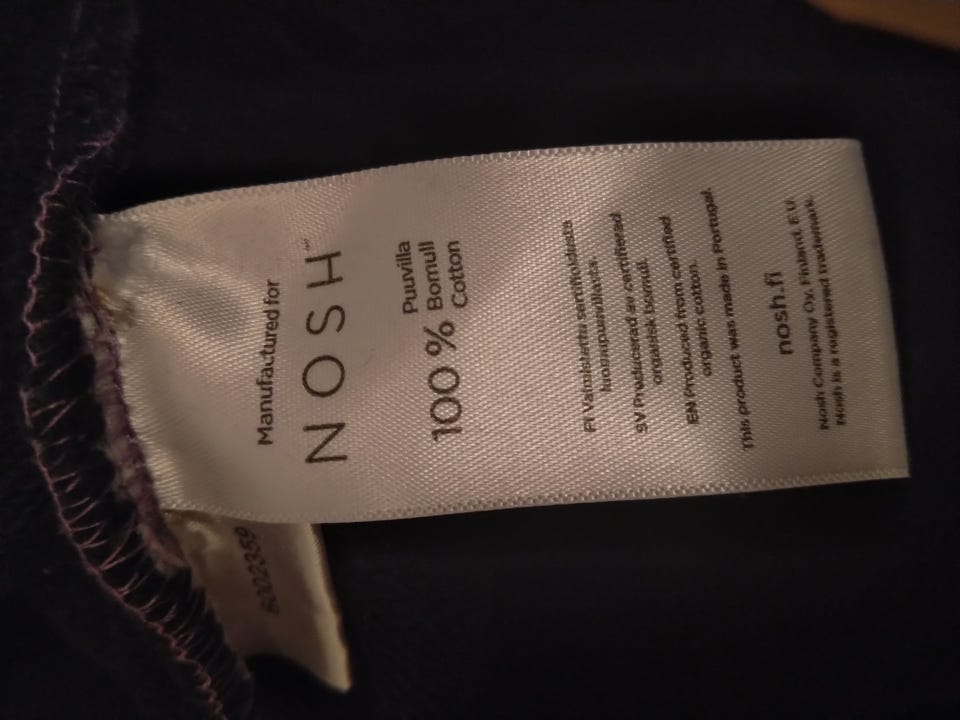 Manufactured for
NOSH™
100 % Puuvilla
Bomull
Cotton
FI Valmistettu sertifioidusta
luomupuuvillasta.
SV Producerad av certifierad
organisk bomull.
EN Produced from certified
organic cotton.
This product was made in Portugal.
nosh.fi
Nosh Company Oy, Finland, E.U.
Nosh is a registered trademark.
6002359